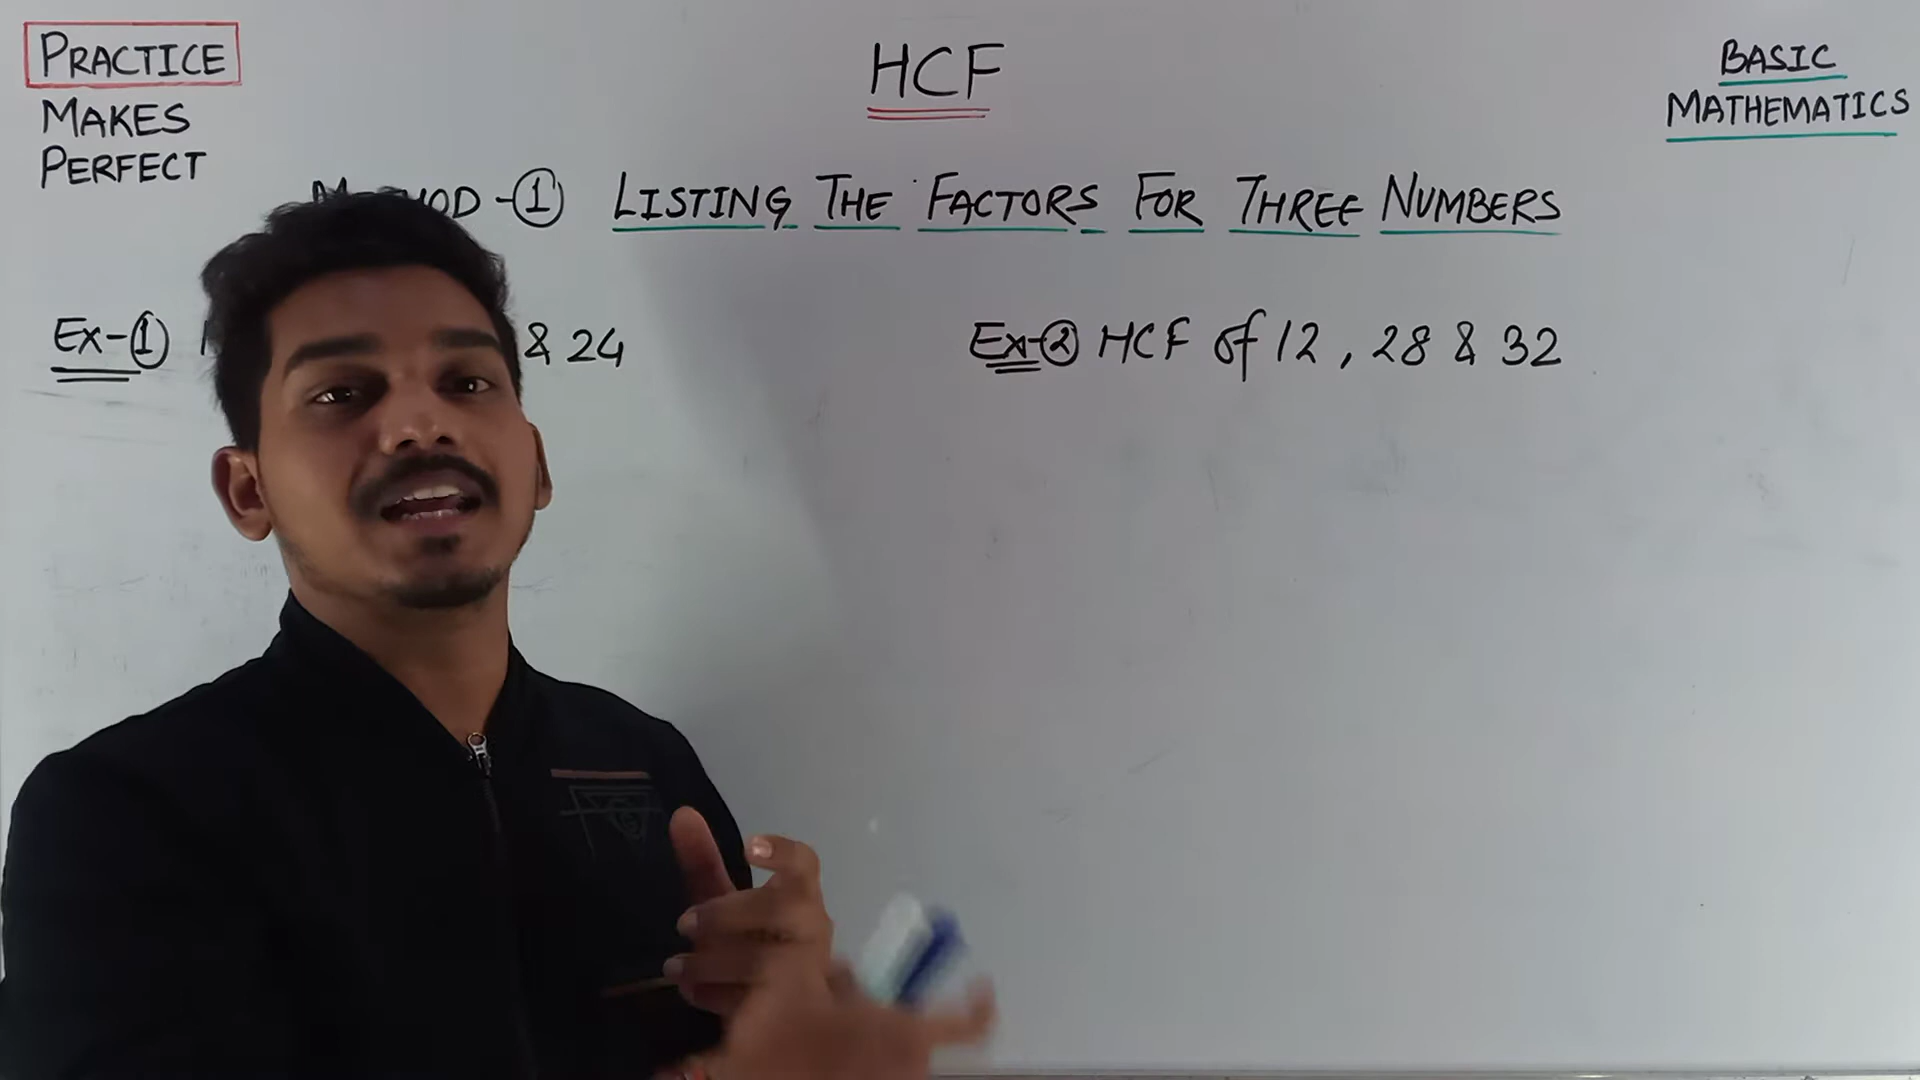 PRACTICE
MAKES
PERFECT
HCF
BASIC
MATHEMATICS
-① LISTING THE FACTORS FOR THREE NUMBERS
Ex-① & 24
Ex-② HCF of 12, 28 & 32